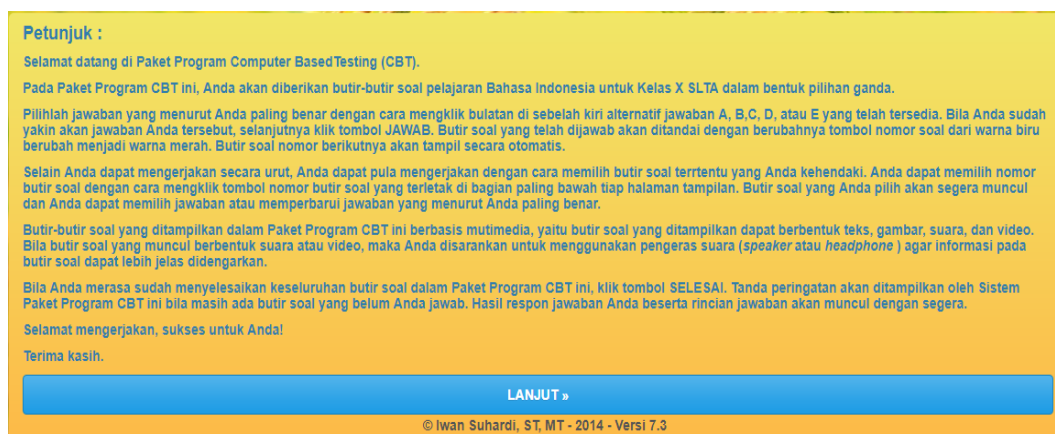 Petunjuk :
Selamat datang di Paket Program Computer BasedTesting (CBT).
Pada Paket Program CBT ini, Anda akan diberikan butir-butir soal pelajaran Bahasa Indonesia untuk Kelas X SLTA dalam bentuk pilihan ganda.
Pilihlah jawaban yang menurut Anda paling benar dengan cara mengklik bulatan di sebelah kiri alternatif jawaban A, B,C, D, atau E yang telah tersedia. Bila Anda sudah
yakin akan jawaban Anda tersebut, selanjutnya klik tombol JAWAB. Butir soal yang telah dijawab akan ditandai dengan berubahnya tombol nomor soal dari warna biru
berubah menjadi warna merah. Butir soal nomor berikutnya akan tampil secara otomatis.
Selain Anda dapat mengerjakan secara urut, Anda dapat pula mengerjakan dengan cara memilih butir soal terrtentu yang Anda kehendaki. Anda dapat memilih nomor
butir soal dengan cara mengklik tombol nomor butir soal yang terletak di bagian paling bawah tiap halaman tampilan. Butir soal yang Anda pilih akan segera muncul
dan Anda dapat memilih jawaban atau memperbarui jawaban yang menurut Anda paling benar.
Butir-butir soal yang ditampilkan dalam Paket Program CBT ini berbasis mutimedia, yaitu butir soal yang ditampilkan dapat berbentuk teks, gambar, suara, dan video.
Bila butir soal yang muncul berbentuk suara atau video, maka Anda disarankan untuk menggunakan pengeras suara (speaker atau headphone ) agar informasi pada
butir soal dapat lebih jelas didengarkan.
Bila Anda merasa sudah menyelesaikan keseluruhan butir soal dalam Paket Program CBT ini, klik tombol SELESAI. Tanda peringatan akan ditampilkan oleh Sistem
Paket Program CBT ini bila masih ada butir soal yang belum Anda jawab. Hasil respon jawaban Anda beserta rincian jawaban akan muncul dengan segera.
Selamat mengerjakan, sukses untuk Anda!
Terima kasih.
LANJUT »
© Iwan Suhardi, ST, MT - 2014 - Versi 7.3